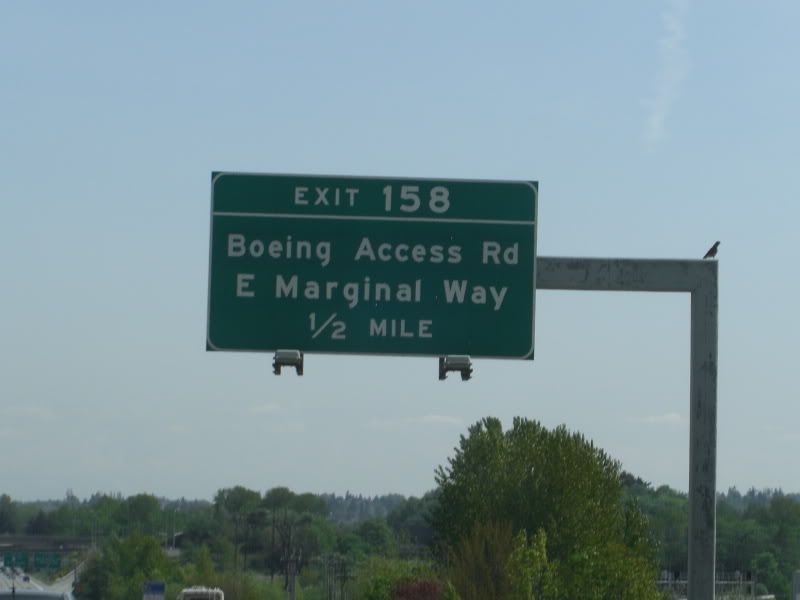 EXIT 158
Boeing Access Rd
E Marginal Way
1/2 MILE